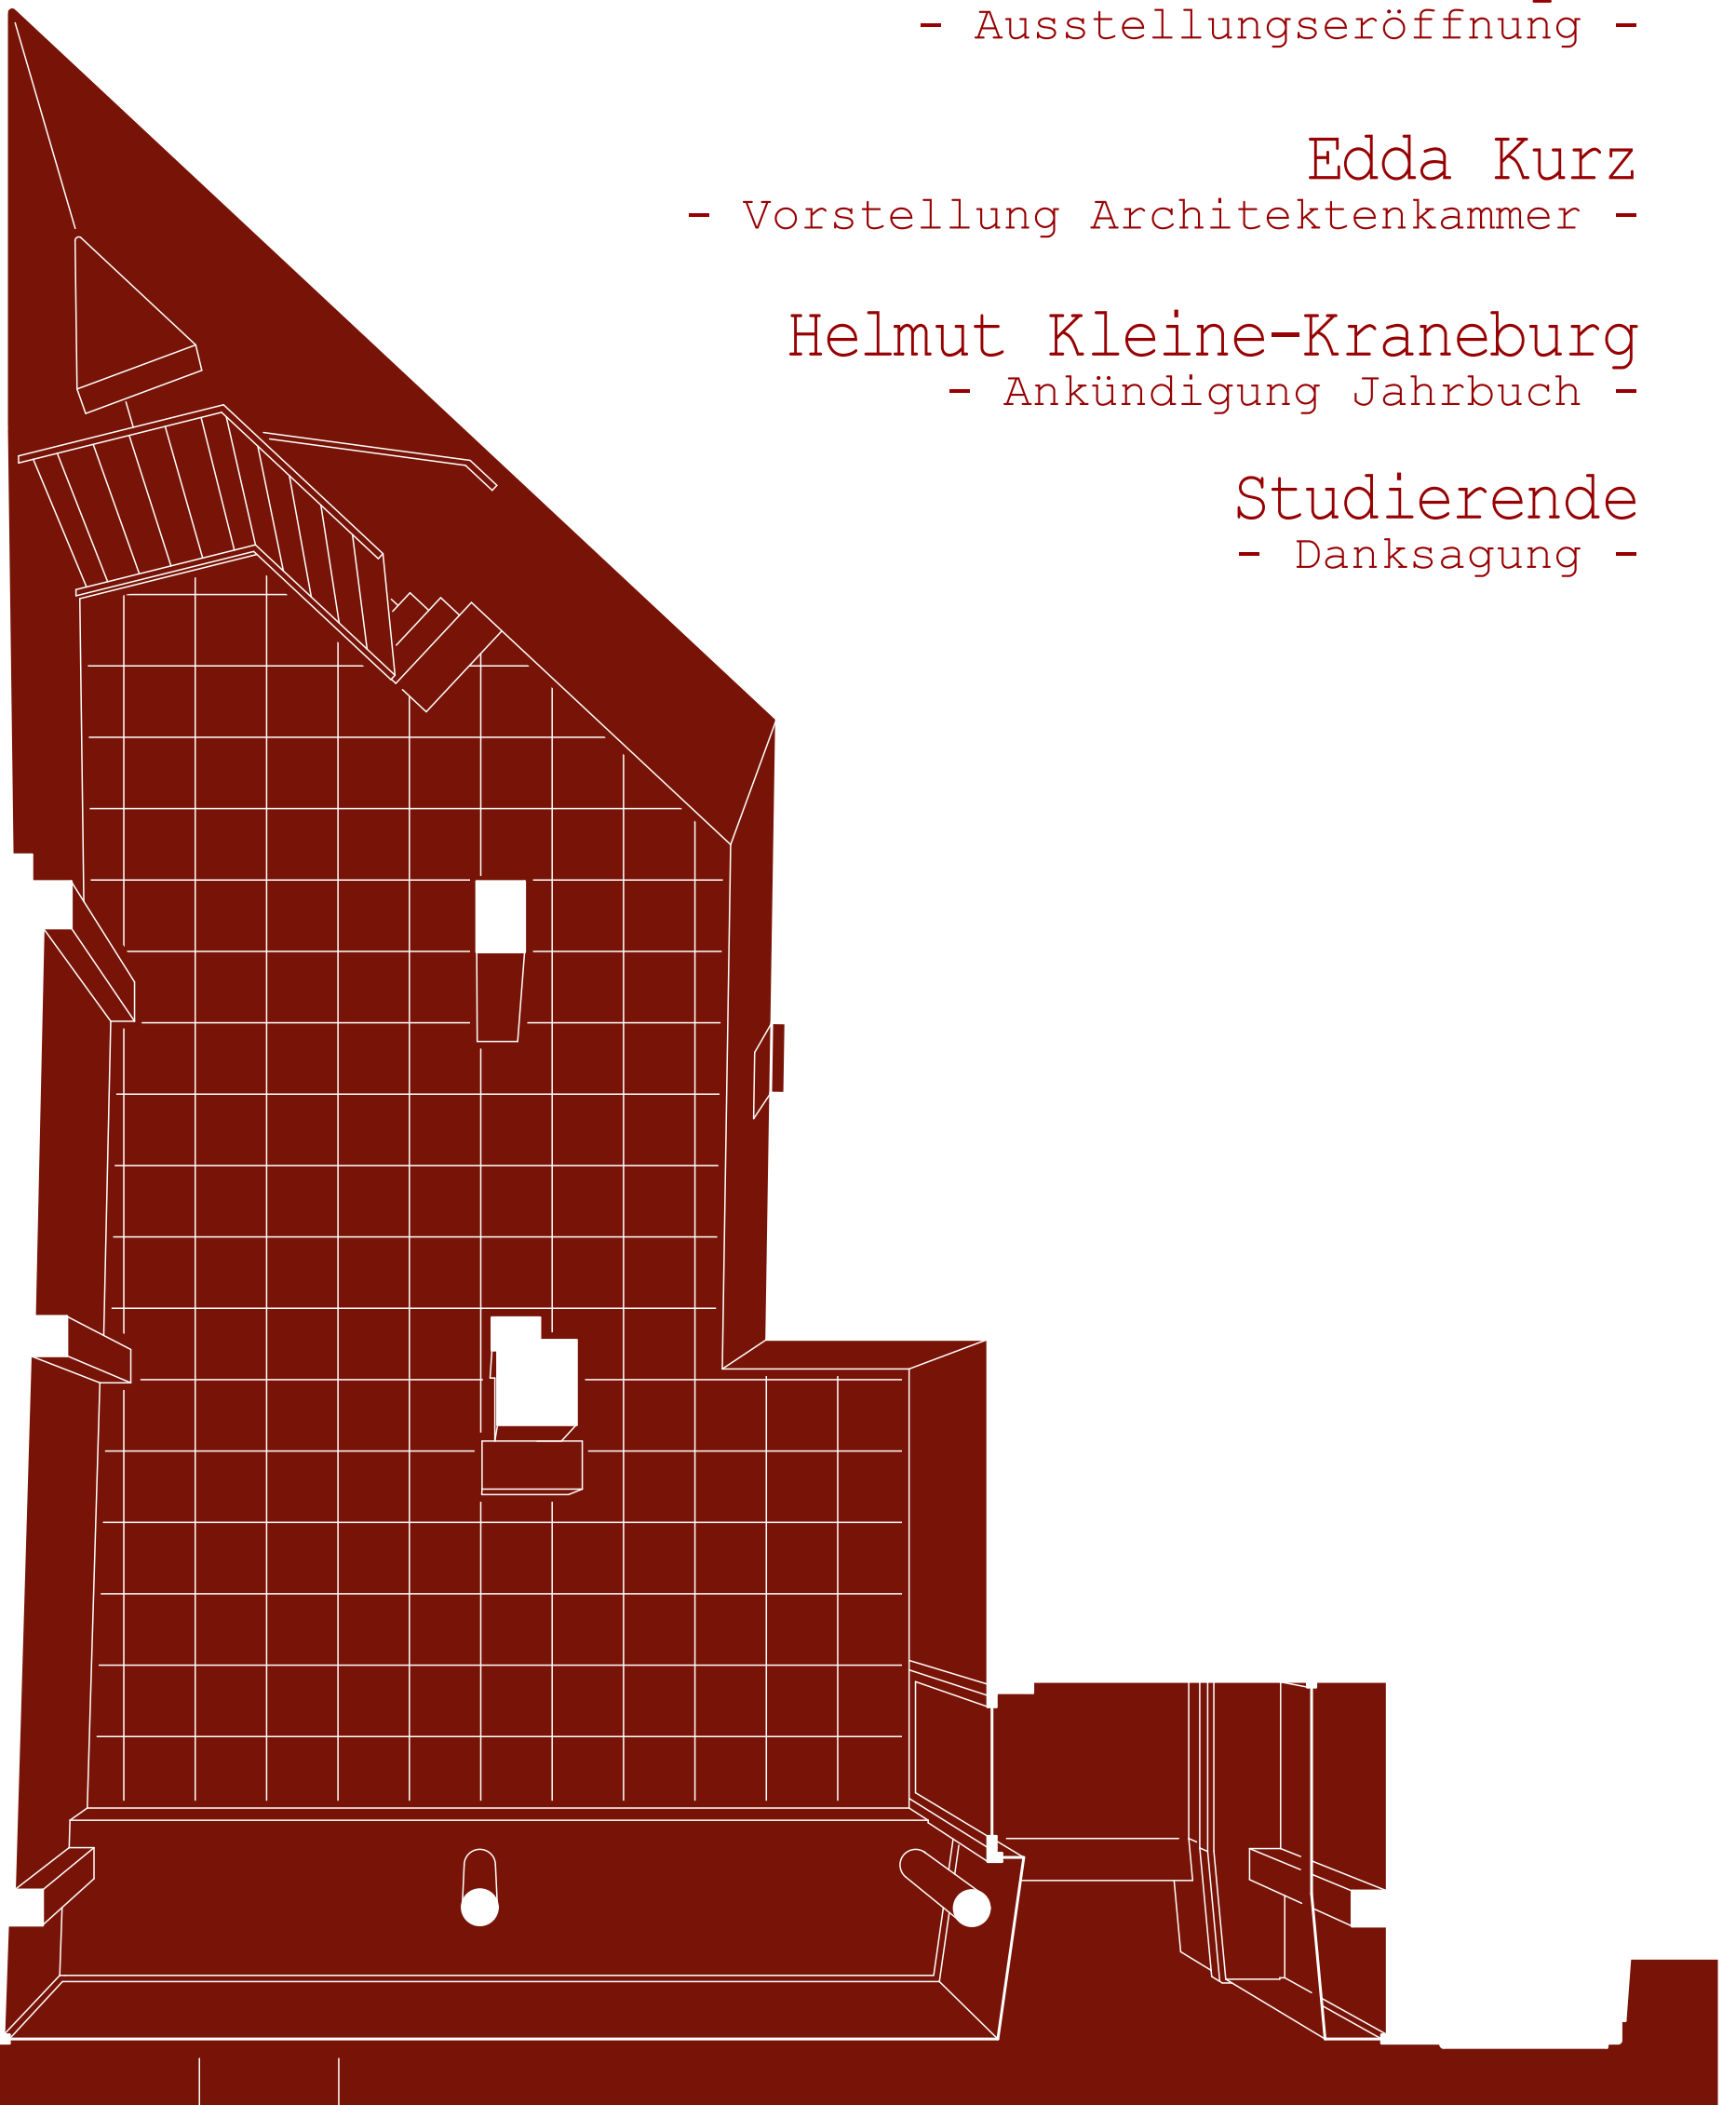 - Ausstellungseröffnung -
Edda Kurz
- Vorstellung Architektenkammer -
Helmut Kleine-Kraneburg
- Ankündigung Jahrbuch -
Studierende
- Danksagung -